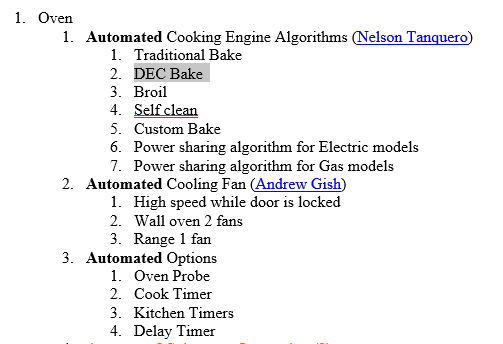 1. Oven
1. Automated Cooking Engine Algorithms (Nelson Tanquero)
1. Traditional Bake
2. DEC Bake
3. Broil
4. Self clean
5. Custom Bake
6. Power sharing algorithm for Electric models
7. Power sharing algorithm for Gas models
2. Automated Cooling Fan (Andrew Gish)
1. High speed while door is locked
2. Wall oven 2 fans
3. Range 1 fan
3. Automated Options
1. Oven Probe
2. Cook Timer
3. Kitchen Timers
4. Delay Timer